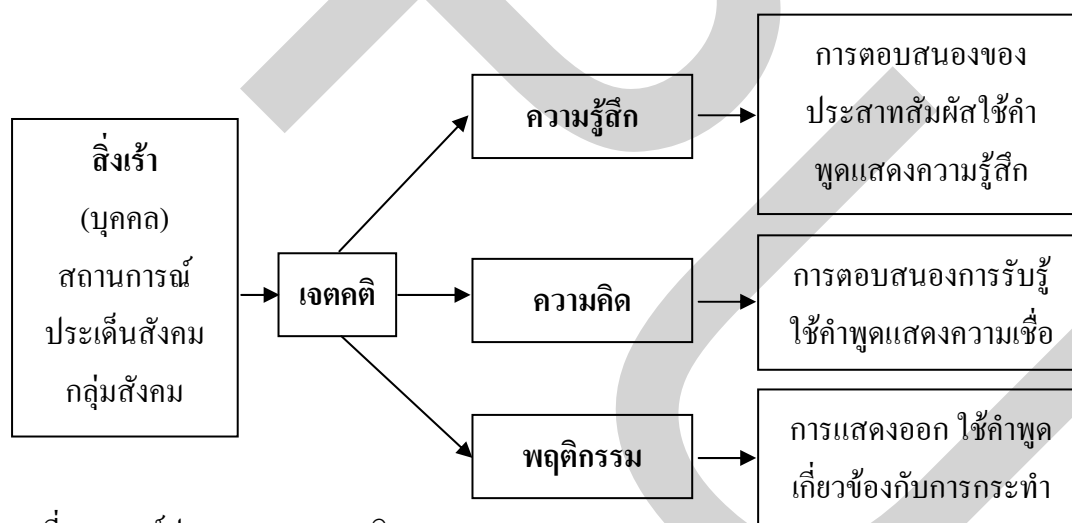 สิ่งเร้า
(บุคคล)
สถานการณ์
ประเด็นสังคม
กลุ่มสังคม
เจตคติ
ความรู้สึก
การตอบสนองของ
ประสาทสัมผัสใช้คำ
พูดแสดงความรู้สึก
ความคิด
การตอบสนองการรับรู้
ใช้คำพูดแสดงความเชื่อ
พฤติกรรม
การแสดงออก ใช้คำพูด
เกี่ยวข้องกับการกระทำ